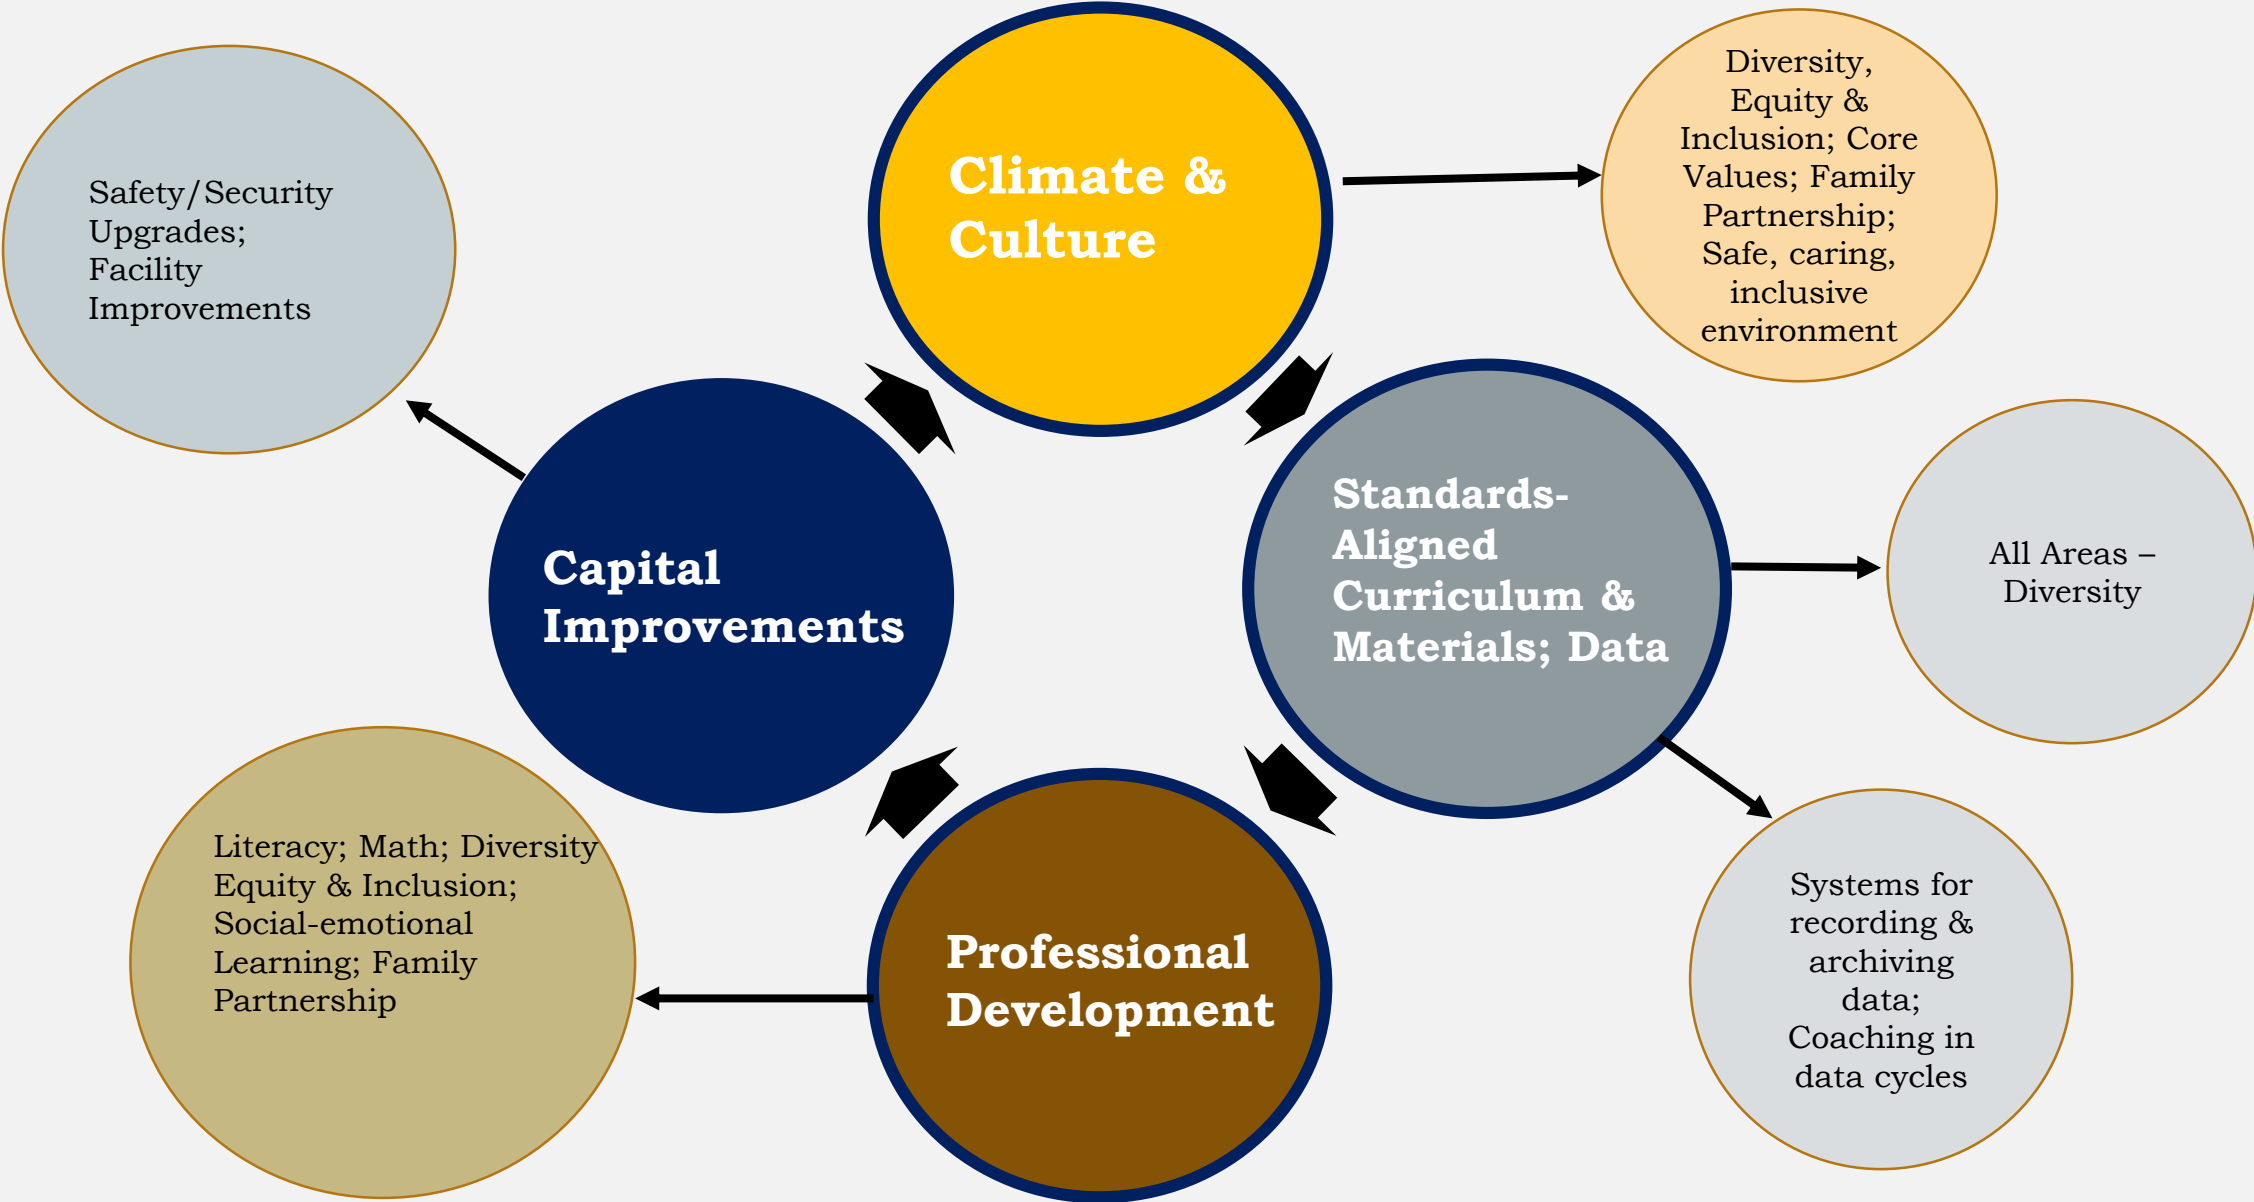 Safety/Security
Upgrades;
Facility
Improvements
Climate &
Culture
Diversity,
Equity &
Inclusion; Core
Values; Family
Partnership;
Safe, caring,
inclusive
environment
Capital
Improvements
Standards-
Aligned
Curriculum &
Materials; Data
All Areas –
Diversity
Literacy; Math; Diversity
Equity & Inclusion;
Social-emotional
Learning; Family
Partnership
Professional
Development
Systems for
recording &
archiving
data;
Coaching in
data cycles